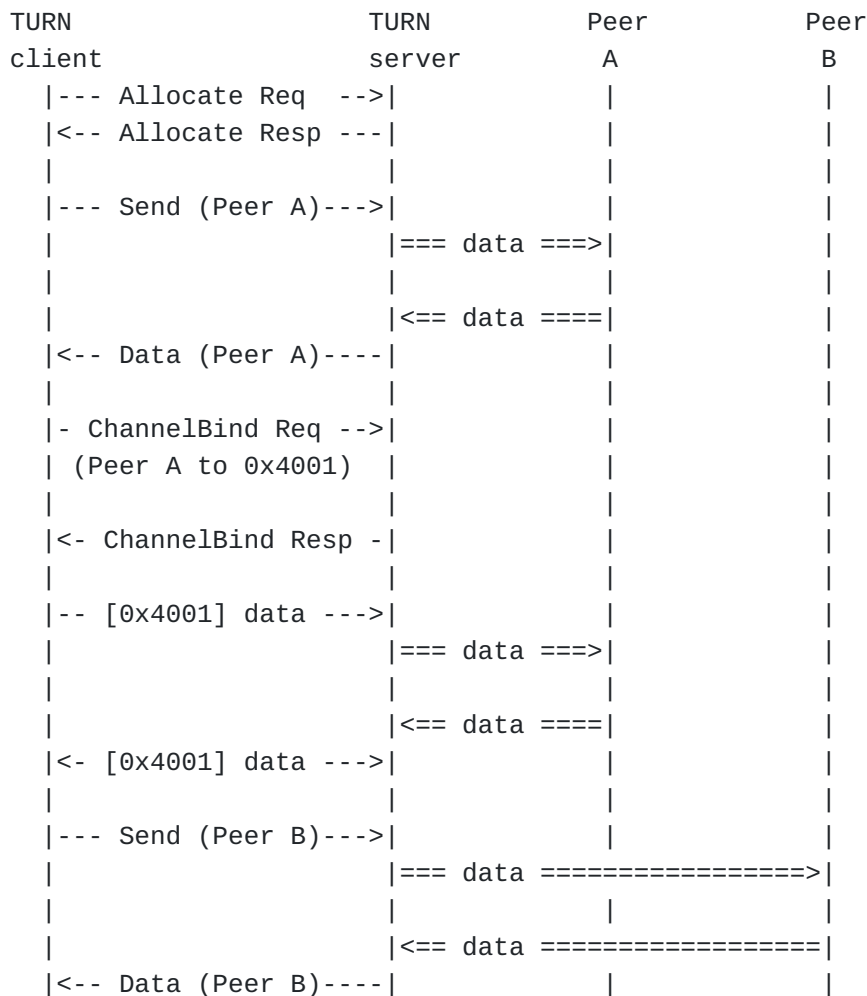 TURN                       TURN          Peer          Peer
client                     server         A             B
  |--- Allocate Req  -->|             |             |
  |<-- Allocate Resp ---|             |             |
  |                     |             |             |
  |--- Send (Peer A)--->|             |             |
  |                     |=== data ===>|             |
  |                     |             |             |
  |                     |<== data ====|             |
  |<-- Data (Peer A)----|             |             |
  |                     |             |             |
  |- ChannelBind Req -->|             |             |
  | (Peer A to 0x4001)  |             |             |
  |                     |             |             |
  |<- ChannelBind Resp -|             |             |
  |                     |             |             |
  |-- [0x4001] data --->|             |             |
  |                     |=== data ===>|             |
  |                     |             |             |
  |                     |<== data ====|             |
  |<- [0x4001] data --->|             |             |
  |                     |             |             |
  |--- Send (Peer B)--->|             |             |
  |                     |=== data =================>|
  |                     |             |             |
  |                     |<== data ==================|
  |<-- Data (Peer B)----|             |             |